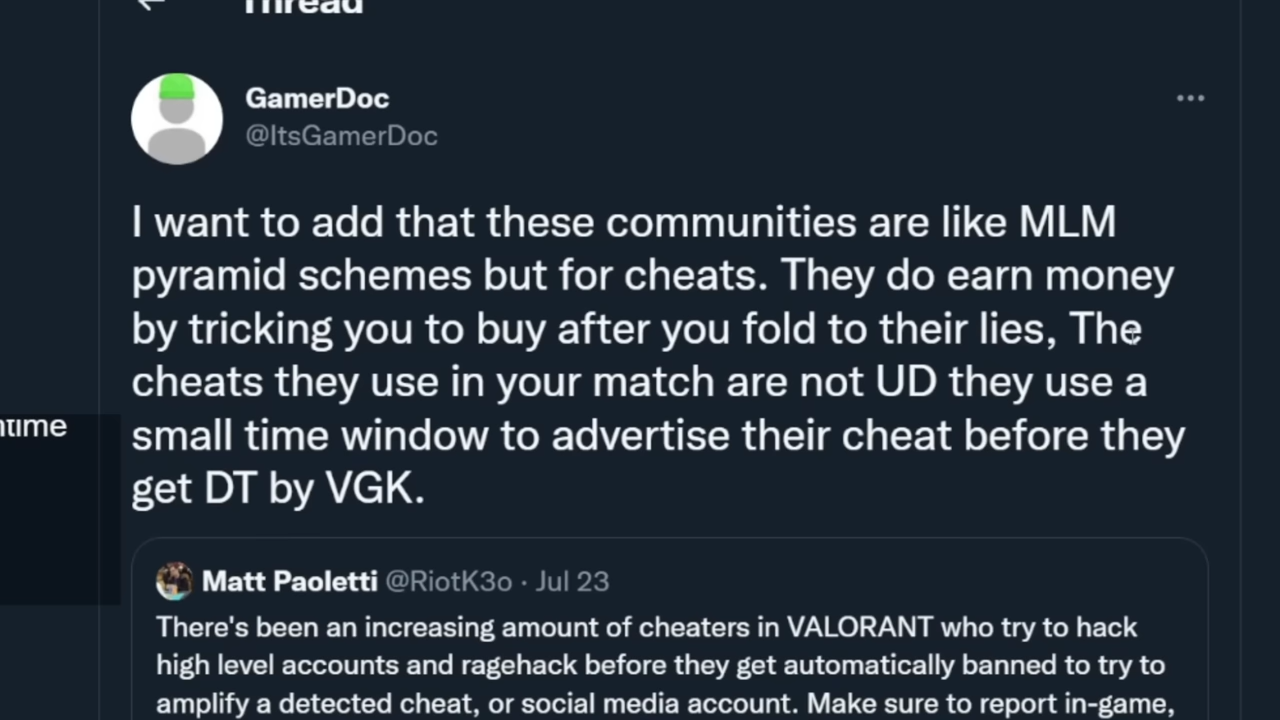 Thread
GamerDoc
@ItsGamerDoc
I want to add that these communities are like MLM
pyramid schemes but for cheats. They do earn money
by tricking you to buy after you fold to their lies, The
cheats they use in your match are not UD they use a
small time window to advertise their cheat before they
get DT by VGK.
Matt Paoletti @RiotK3o · Jul 23
There's been an increasing amount of cheaters in VALORANT who try to hack
high level accounts and ragehack before they get automatically banned to try to
amplify a detected cheat, or social media account. Make sure to report in-game,